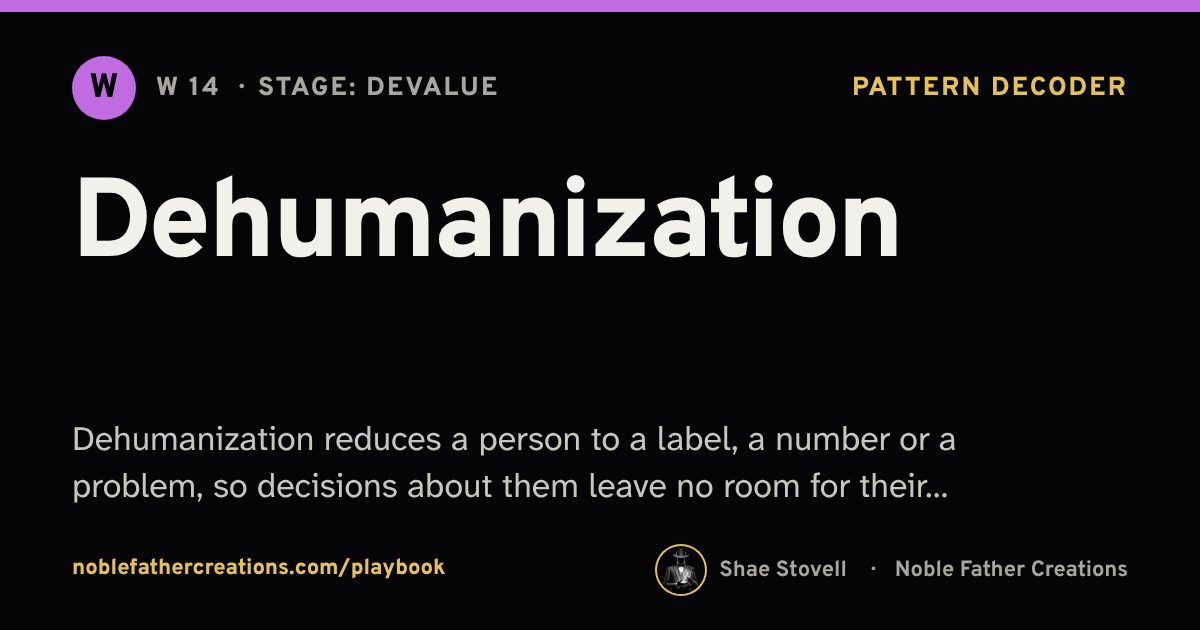 W
W 14 · STAGE: DEVALUE
PATTERN DECODER
Dehumanization
Dehumanization reduces a person to a label, a number or a
problem, so decisions about them leave no room for their...
noblefathercreations.com/playbook
Shae Stovell · Noble Father Creations